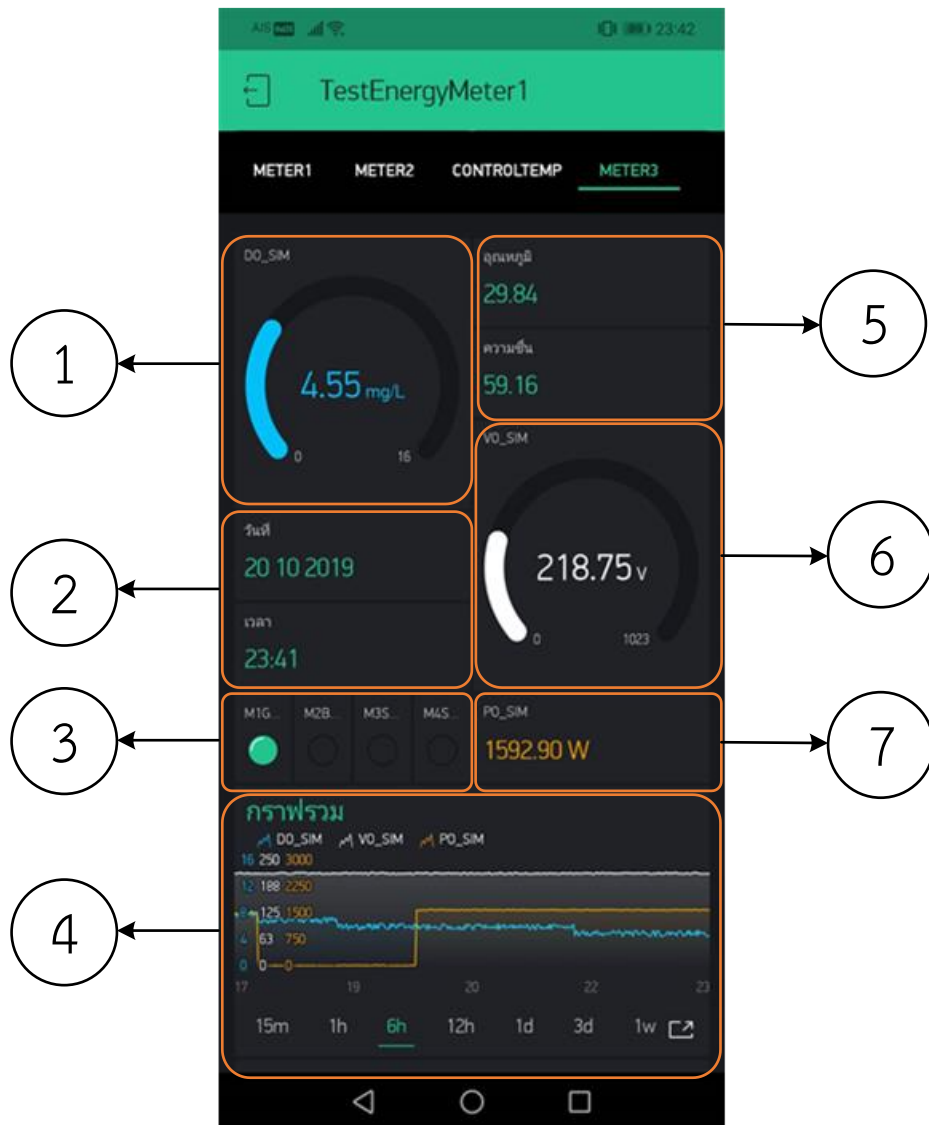 AIS
23:42
TestEnergyMeter1
METER1 METER2 CONTROLTEMP METER3
DO_SIM
4.55 mg/L
0 16
1
อุณหภูมิ
29.84
ความชื้น
59.16
5
วันที่
20 10 2019
เวลา
23:41
2
VO_SIM
218.75 V
0 1023
6
M1G... M2B... M3S... M4S...
3
PO_SIM
1592.90 W
7
กราฟรวม
DO_SIM VO_SIM PO_SIM
16 250 3000
12 188 2250
8 125 1500
4 63 750
0 0 0
17 19 20 22 23
15m 1h 6h 12h 1d 3d 1w
4